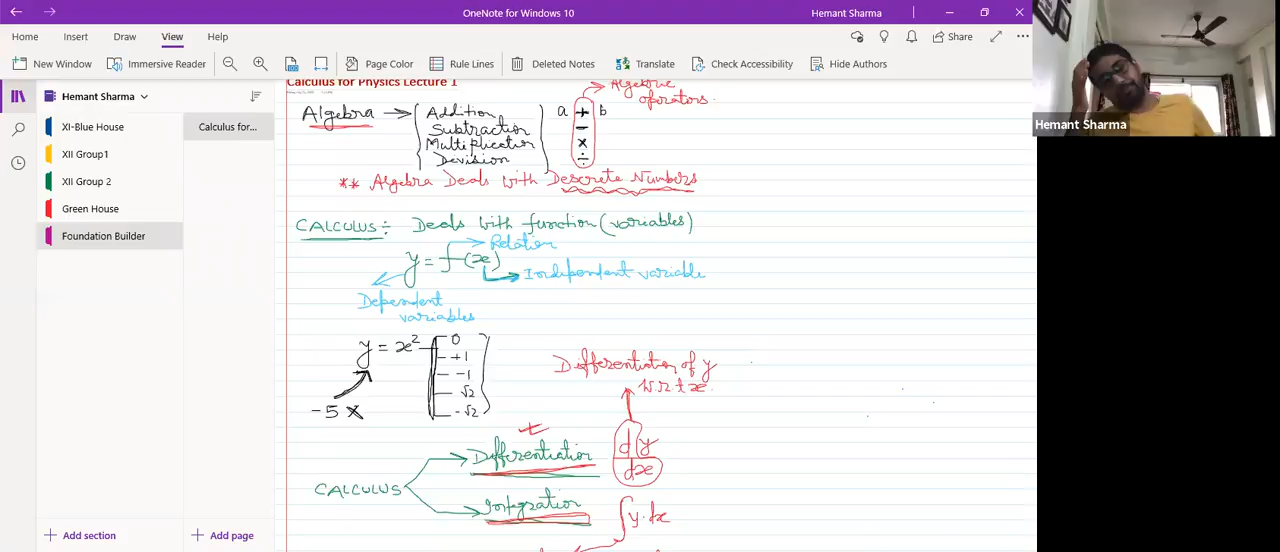 OneNote for Windows 10
Hemant Sharma
Home Insert Draw View Help
Share
New Window Immersive Reader Page Color Rule Lines Deleted Notes Translate Check Accessibility Hide Authors
Hemant Sharma
XI-Blue House
XII Group1
XII Group 2
Green House
Foundation Builder
Add section
Calculus for...
Add page
Calculus for Physics Lecture 1
Algebraic
operators.
Algebra → Addition
Subtraction
Multiplication
Devision
a + b
−
×
÷
** Algebra Deals with Descrete Numbers
CALCULUS :- Deals with function (variables)
Relation
y = f(x)
Independent variable
Dependent
variables
y = x²
0
+1
-1
√2
-√2
-5 ×
Differentiation of y
w.r.t x.
CALCULUS
Differentiation
dy
dx
Integration
∫y.dx
Hemant Sharma